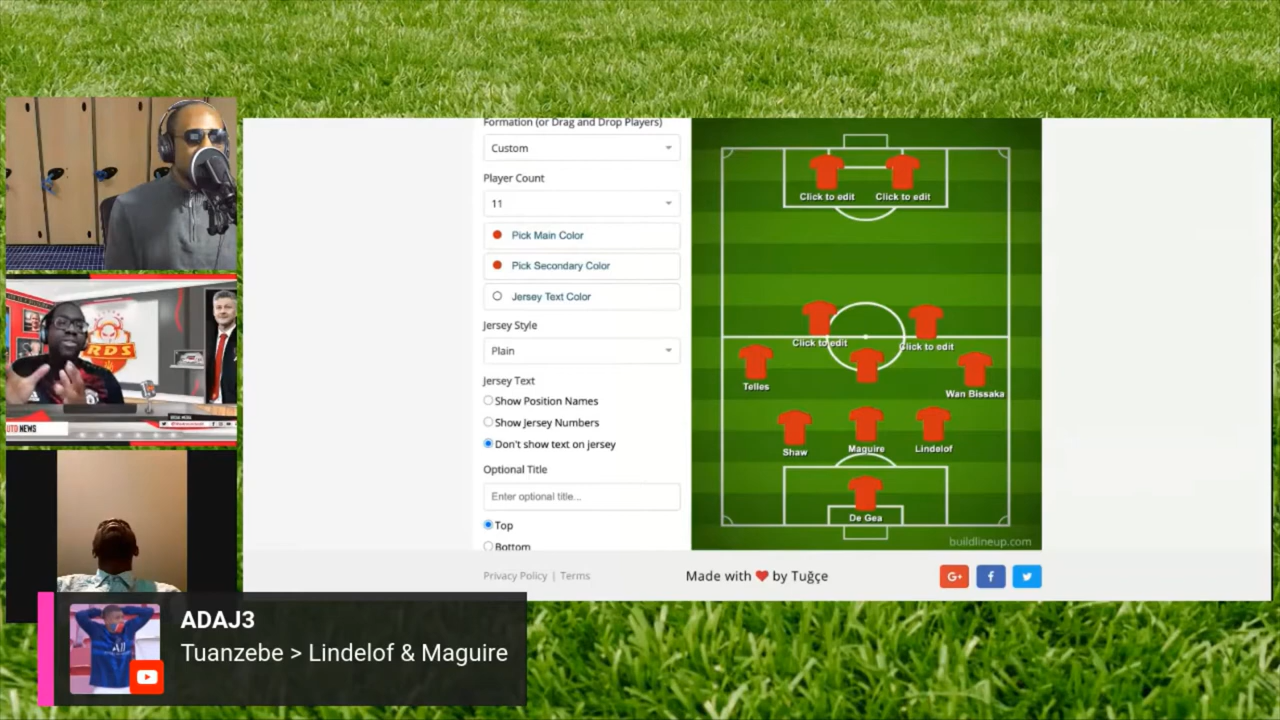 Formation (or Drag and Drop Players)
Custom
Player Count
11
Pick Main Color
Pick Secondary Color
Jersey Text Color
Jersey Style
Plain
Jersey Text
Show Position Names
Show Jersey Numbers
Don't show text on jersey
Optional Title
Enter optional title...
Top
Bottom
Click to edit
Click to edit
Click to edit
Click to edit
Telles
Wan Bissaka
Shaw
Maguire
Lindelof
De Gea
buildlineup.com
Privacy Policy | Terms
Made with ❤ by Tuğçe
G+
f
RDS
UTD NEWS
ADAJ3
Tuanzebe > Lindelof & Maguire